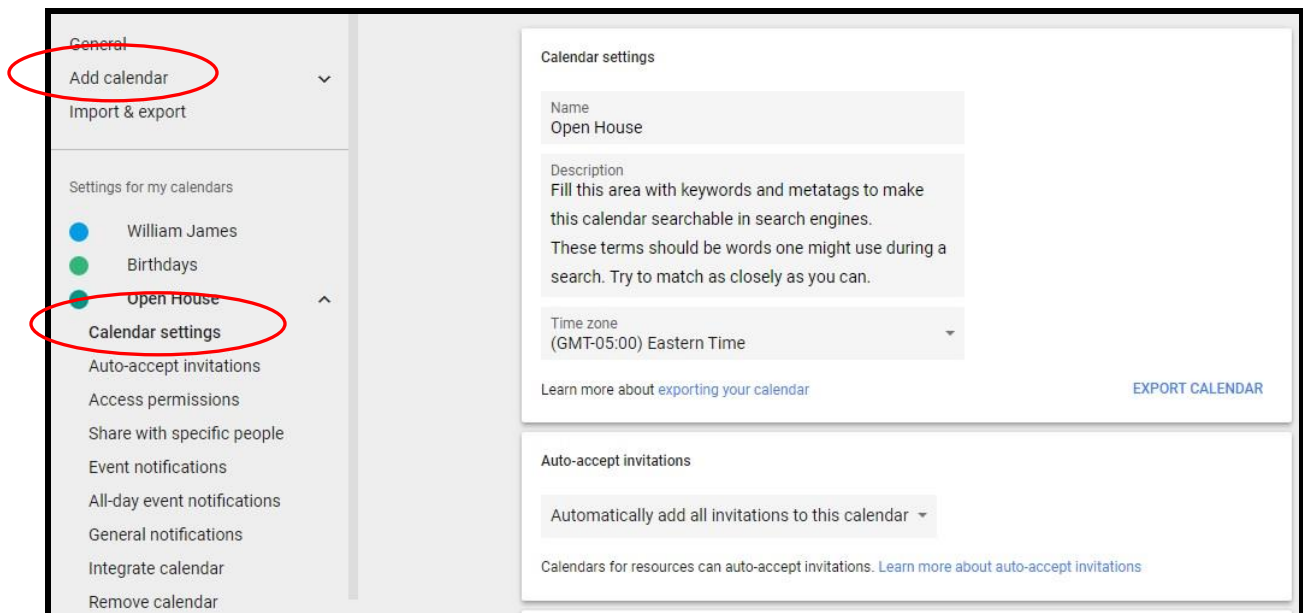 General
Add calendar
Import & export
Settings for my calendars
William James
Birthdays
Open House
Calendar settings
Auto-accept invitations
Access permissions
Share with specific people
Event notifications
All-day event notifications
General notifications
Integrate calendar
Remove calendar
Calendar settings
Name
Open House
Description
Fill this area with keywords and metatags to make
this calendar searchable in search engines.
These terms should be words one might use during a
search. Try to match as closely as you can.
Time zone
(GMT-05:00) Eastern Time
Learn more about exporting your calendar EXPORT CALENDAR
Auto-accept invitations
Automatically add all invitations to this calendar
Calendars for resources can auto-accept invitations. Learn more about auto-accept invitations